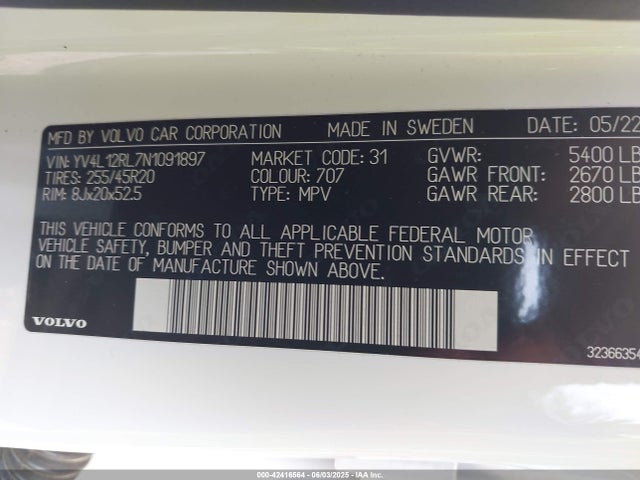 MFD BY VOLVO CAR CORPORATION MADE IN SWEDEN DATE: 05/22
VIN: YV4L12RL7N1091897 MARKET CODE: 31 GVWR: 5400 LB
TIRES: 255/45R20 COLOUR: 707 GAWR FRONT: 2670 LB
RIM: 8Jx20x52.5 TYPE: MPV GAWR REAR: 2800 LB
THIS VEHICLE CONFORMS TO ALL APPLICABLE FEDERAL MOTOR
VEHICLE SAFETY, BUMPER AND THEFT PREVENTION STANDARDS IN EFFECT
ON THE DATE OF MANUFACTURE SHOWN ABOVE.
VOLVO
32366354
000-42416564 - 06/03/2025 - IAA Inc.